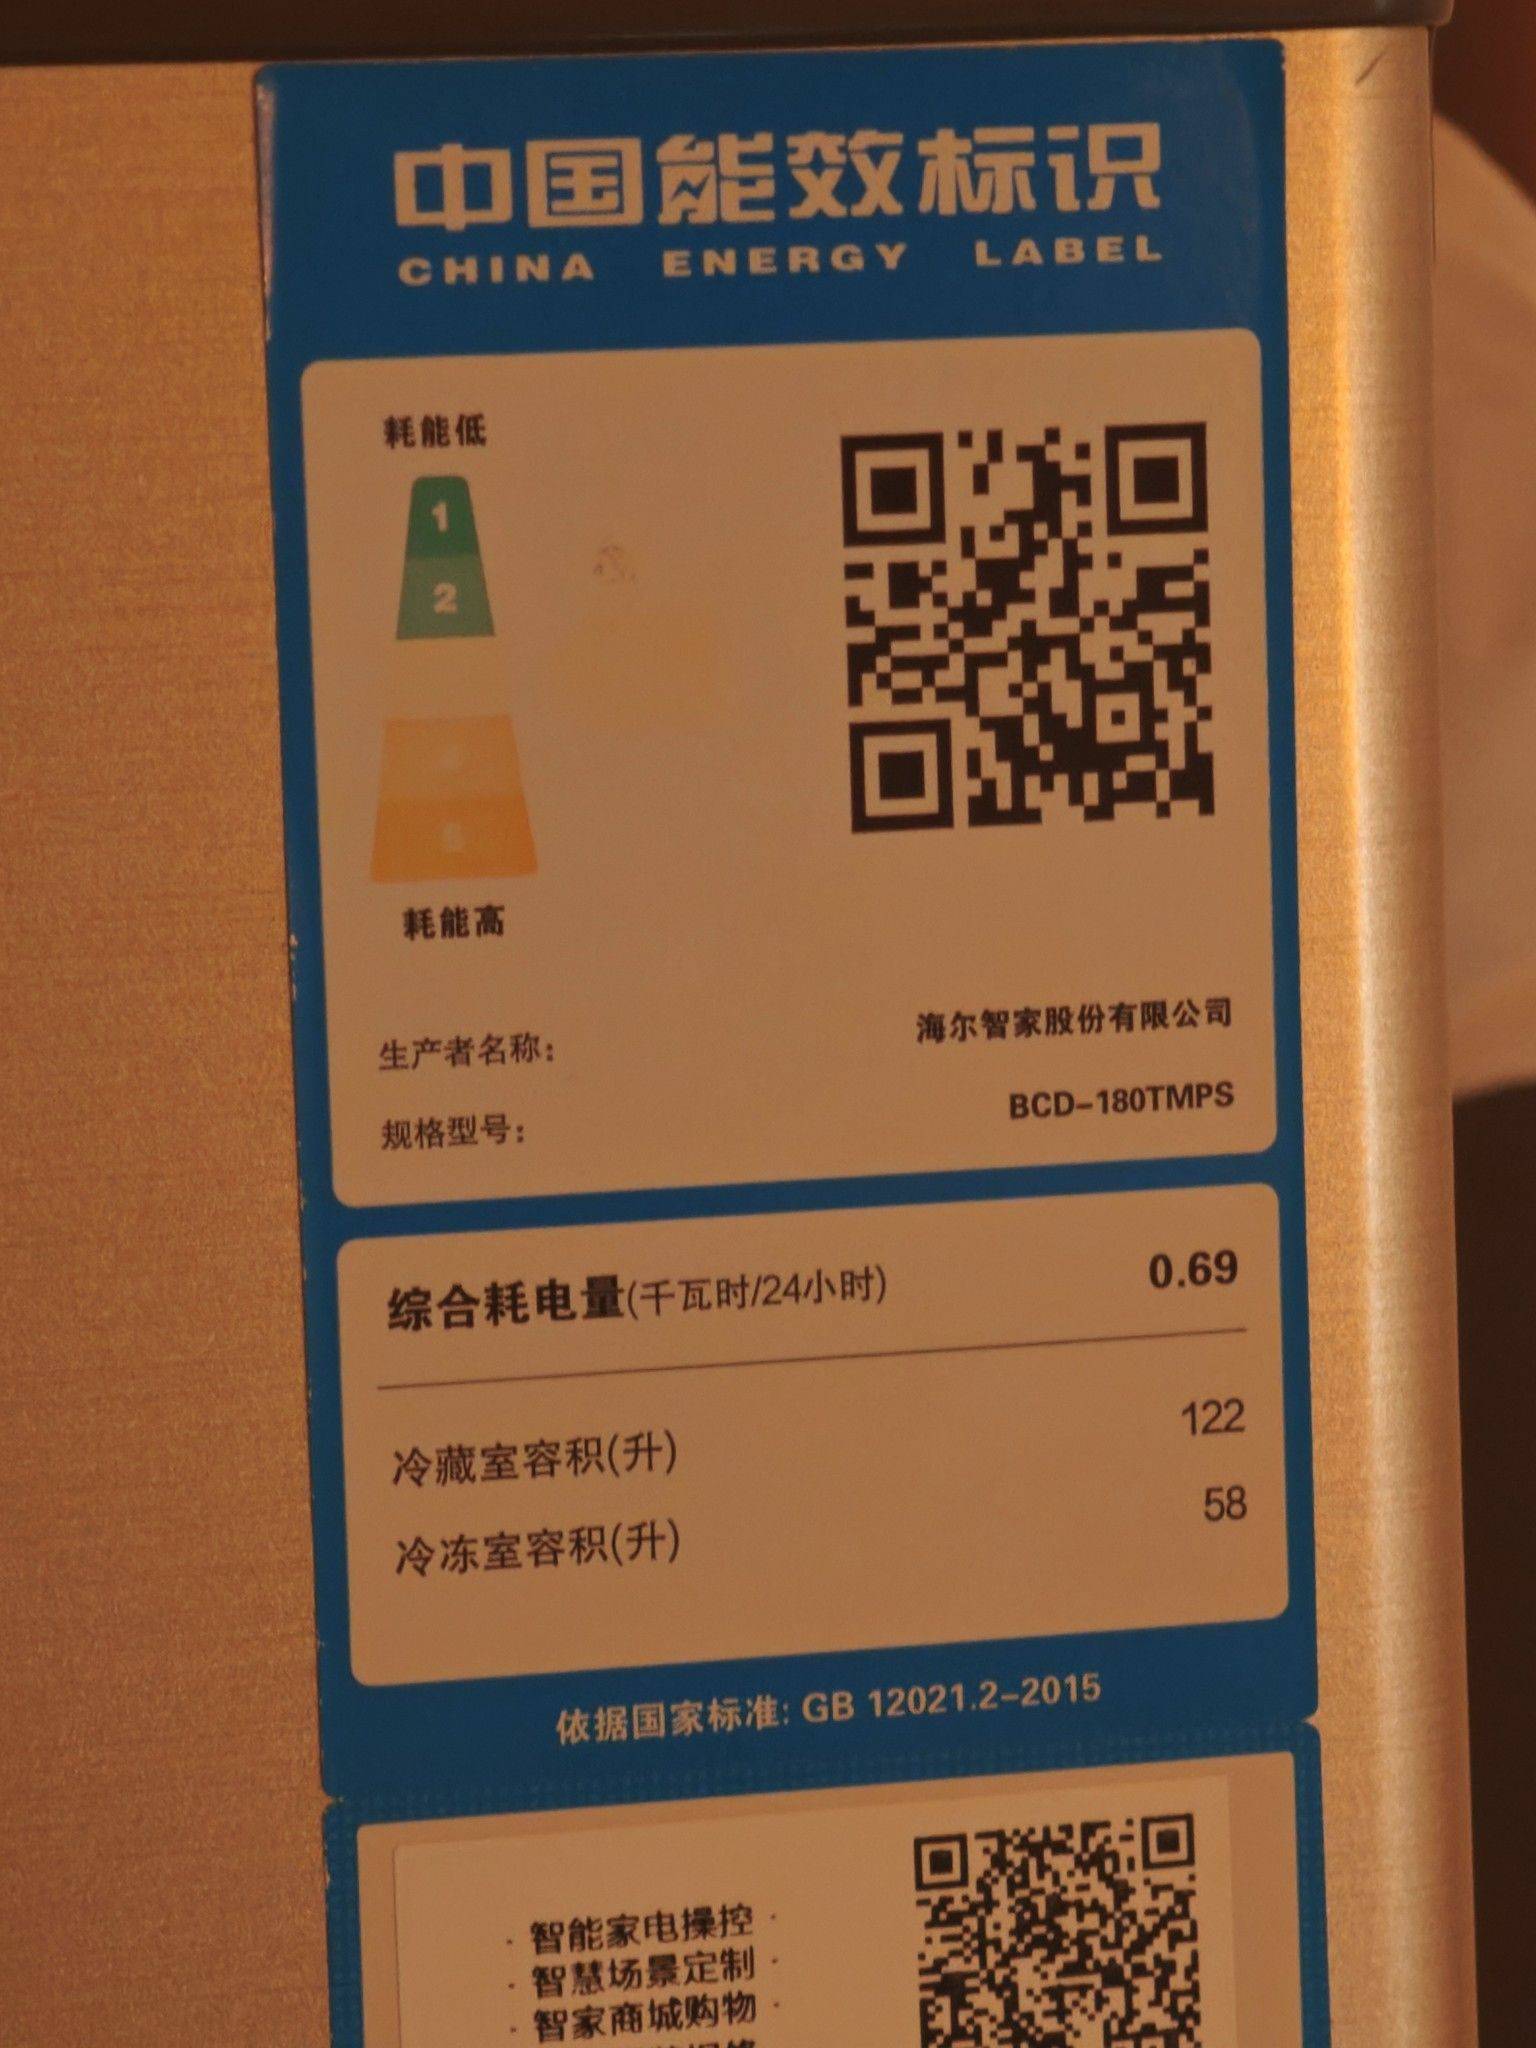 中国能效标识
CHINA ENERGY LABEL
耗能低
1
2
耗能高
生产者名称：
海尔智家股份有限公司
规格型号：
BCD-180TMPS
综合耗电量(千瓦时/24小时) 0.69
冷藏室容积(升) 122
冷冻室容积(升) 58
依据国家标准: GB 12021.2-2015
· 智能家电操控 ·
· 智慧场景定制 ·
· 智家商城购物 ·